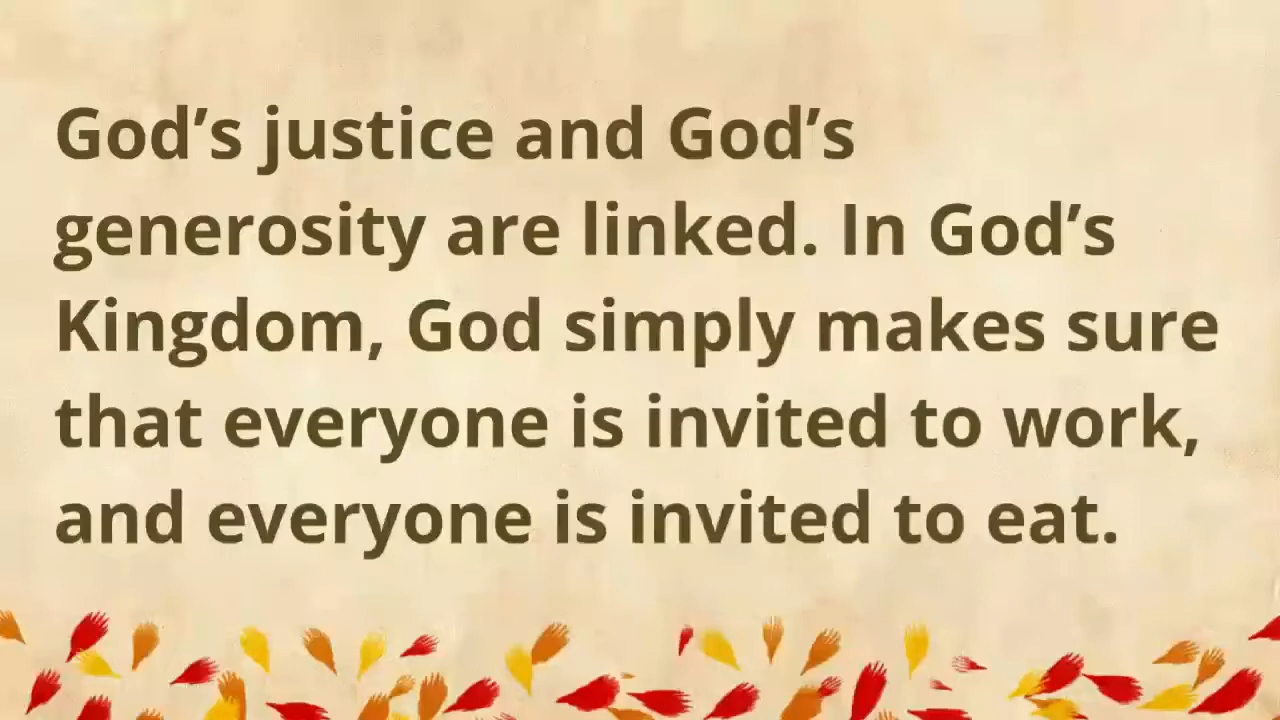 God’s justice and God’s
generosity are linked. In God’s
Kingdom, God simply makes sure
that everyone is invited to work,
and everyone is invited to eat.